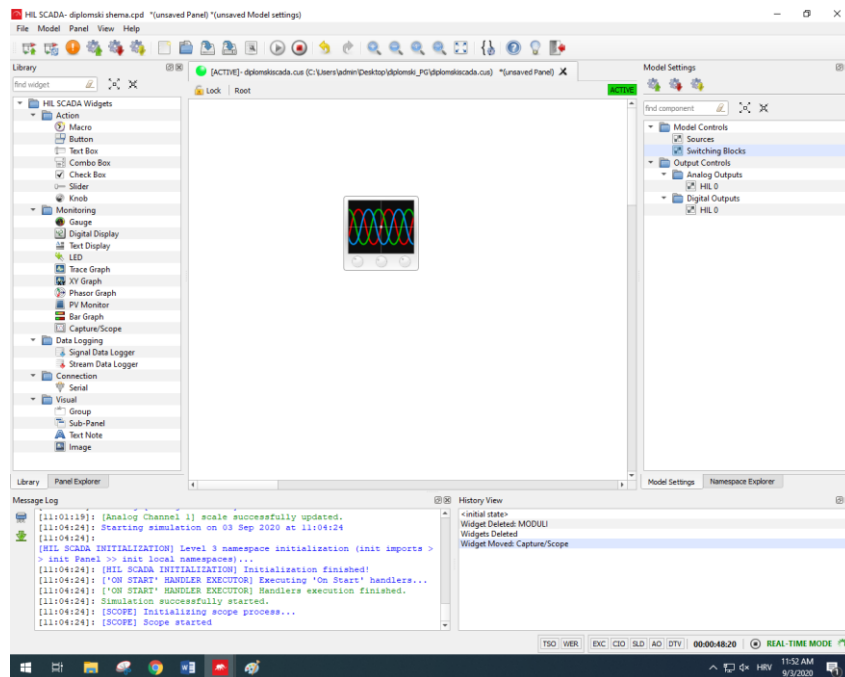 HIL SCADA- diplomski shema.cpd *(unsaved Panel) *(unsaved Model settings)
File Model Panel View Help
Library
find widget
HIL SCADA Widgets
Action
Macro
Button
Text Box
Combo Box
Check Box
Slider
Knob
Monitoring
Gauge
Digital Display
Text Display
LED
Trace Graph
XY Graph
Phasor Graph
PV Monitor
Bar Graph
Capture/Scope
Data Logging
Signal Data Logger
Stream Data Logger
Connection
Serial
Visual
Group
Sub-Panel
Text Note
Image
Library Panel Explorer
[ACTIVE]- diplomskiscada.cus (C:\Users\admin\Desktop\diplomski_PG\diplomskiscada.cus) *(unsaved Panel)
Lock Root
ACTIVE
Model Settings
find component
Model Controls
Sources
Switching Blocks
Output Controls
Analog Outputs
HIL 0
Digital Outputs
HIL 0
Model Settings Namespace Explorer
Message Log
[11:01:19]: [Analog Channel 1] scale successfully updated.
[11:04:24]: Starting simulation on 03 Sep 2020 at 11:04:24
[11:04:24]:
[HIL SCADA INITIALIZATION] Level 3 namespace initialization (init imports >
> init Panel >> init local namespaces)...
[11:04:24]: [HIL SCADA INITIALIZATION] Initialization finished!
[11:04:24]: ['ON START' HANDLER EXECUTOR] Executing 'On Start' handlers...
[11:04:24]: ['ON START' HANDLER EXECUTOR] Handlers execution finished.
[11:04:24]: Simulation successfully started.
[11:04:24]: [SCOPE] Initializing scope process...
[11:04:24]: [SCOPE] Scope started
History View
<initial state>
Widget Deleted: MODULI
Widgets Deleted
Widget Moved: Capture/Scope
TSO WER EXC CIO SLD AO DTV 00:00:48:20 REAL-TIME MODE
HRV
11:52 AM
9/3/2020